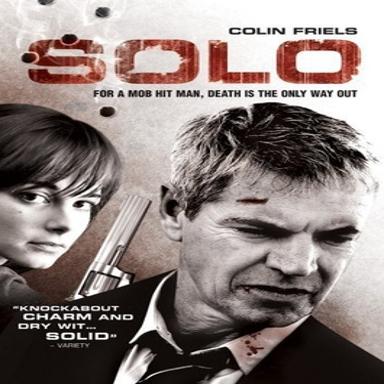 COLIN FRIELS
SOLO
FOR A MOB HIT MAN, DEATH IS THE ONLY WAY OUT
"KNOCKABOUT
CHARM AND
DRY WIT...
SOLID"
– VARIETY